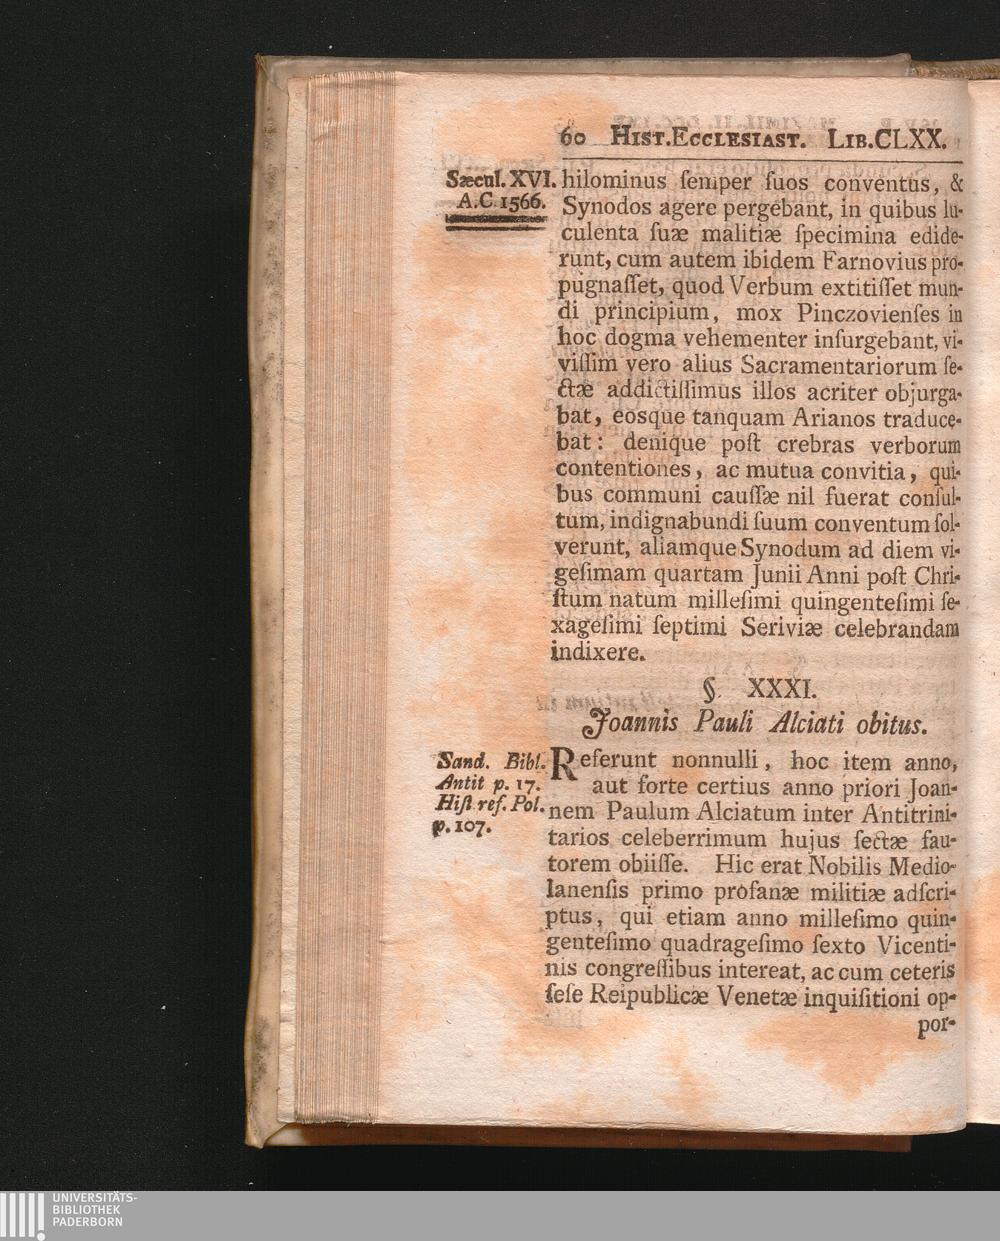 60 HIST.ECCLESIAST. LIB.CLXX.
Sæcul. XVI.
A.C. 1566.
hilominus ſemper ſuos conventus, &
Synodos agere pergebant, in quibus lu-
culenta ſuæ malitiæ ſpecimina edide-
runt, cum autem ibidem Farnovius pro-
pugnaſſet, quod Verbum extitiſſet mun-
di principium, mox Pinczovienſes in
hoc dogma vehementer inſurgebant, vi-
viſſim vero alius Sacramentariorum ſe-
ctæ addictiſſimus illos acriter objurga-
bat, eosque tanquam Arianos traduce-
bat: denique poſt crebras verborum
contentiones, ac mutua convitia, qui-
bus communi cauſſæ nil fuerat conſul-
tum, indignabundi ſuum conventum ſol-
verunt, aliamque Synodum ad diem vi-
geſimam quartam Junii Anni poſt Chri-
ſtum natum milleſimi quingenteſimi ſe-
xageſimi ſeptimi Seriviæ celebrandam
indixere.
§. XXXI.
Joannis Pauli Alciati obitus.
Sand. Bibl.
Antit p. 17.
Hiſt ref. Pol.
p. 107.
Referunt nonnulli, hoc item anno,
aut forte certius anno priori Joan-
nem Paulum Alciatum inter Antitrini-
tarios celeberrimum hujus ſectæ fau-
torem obiiſſe. Hic erat Nobilis Medio-
lanenſis primo profanæ militiæ adſcri-
ptus, qui etiam anno milleſimo quin-
genteſimo quadrageſimo ſexto Vicenti-
nis congreſſibus intereat, ac cum ceteris
ſeſe Reipublicæ Venetæ inquiſitioni op-
por-
UNIVERSITÄTS-
BIBLIOTHEK
PADERBORN